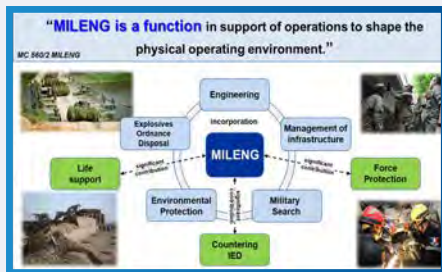 “MILENG is a function in support of operations to shape the
physical operating environment.”
MC 560/2 MILENG
Engineering
incorporation
Explosives
Ordnance
Disposal
Management of
infrastructure
MILENG
Life
support
significant
contribution
significant
contribution
Force
Protection
Environmental
Protection
significant
contribution
Military
Search
Countering
IED